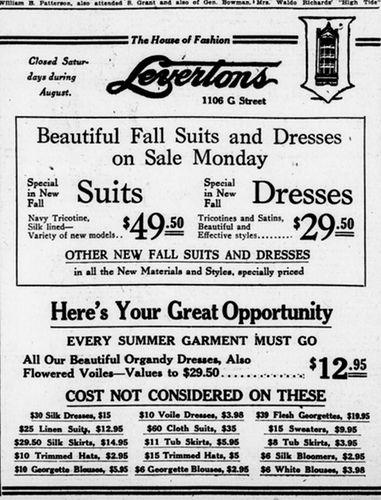 William B. Patterson, also attended S. Grant and also of Gen. Bowman. Mrs. Waldo Richards' "High Tide"
The House of Fashion
Closed Satur-
days during
August.
Levertons
1106 G Street
Beautiful Fall Suits and Dresses
on Sale Monday
Special
in New
Fall
Suits
Navy Tricotine,
Silk lined—
Variety of new models..
$49.50
Special
in New
Fall
Dresses
Tricotines and Satins,
Beautiful and
Effective styles.........
$29.50
OTHER NEW FALL SUITS AND DRESSES
in all the New Materials and Styles, specially priced
Here's Your Great Opportunity
EVERY SUMMER GARMENT MUST GO
All Our Beautiful Organdy Dresses, Also
Flowered Voiles—Values to $29.50.............
$12.95
COST NOT CONSIDERED ON THESE
$30 Silk Dresses, $15
$25 Linen Suits, $12.95
$29.50 Silk Skirts, $14.95
$10 Trimmed Hats, $2.95
$10 Georgette Blouses, $5.95
$10 Voile Dresses, $3.98
$60 Cloth Suits, $35
$11 Tub Skirts, $5.95
$15 Trimmed Hats, $5
$6 Georgette Blouses, $2.95
$39 Flesh Georgettes, $19.95
$15 Sweaters, $9.95
$8 Tub Skirts, $3.95
$6 Silk Bloomers, $2.95
$6 White Blouses, $3.98